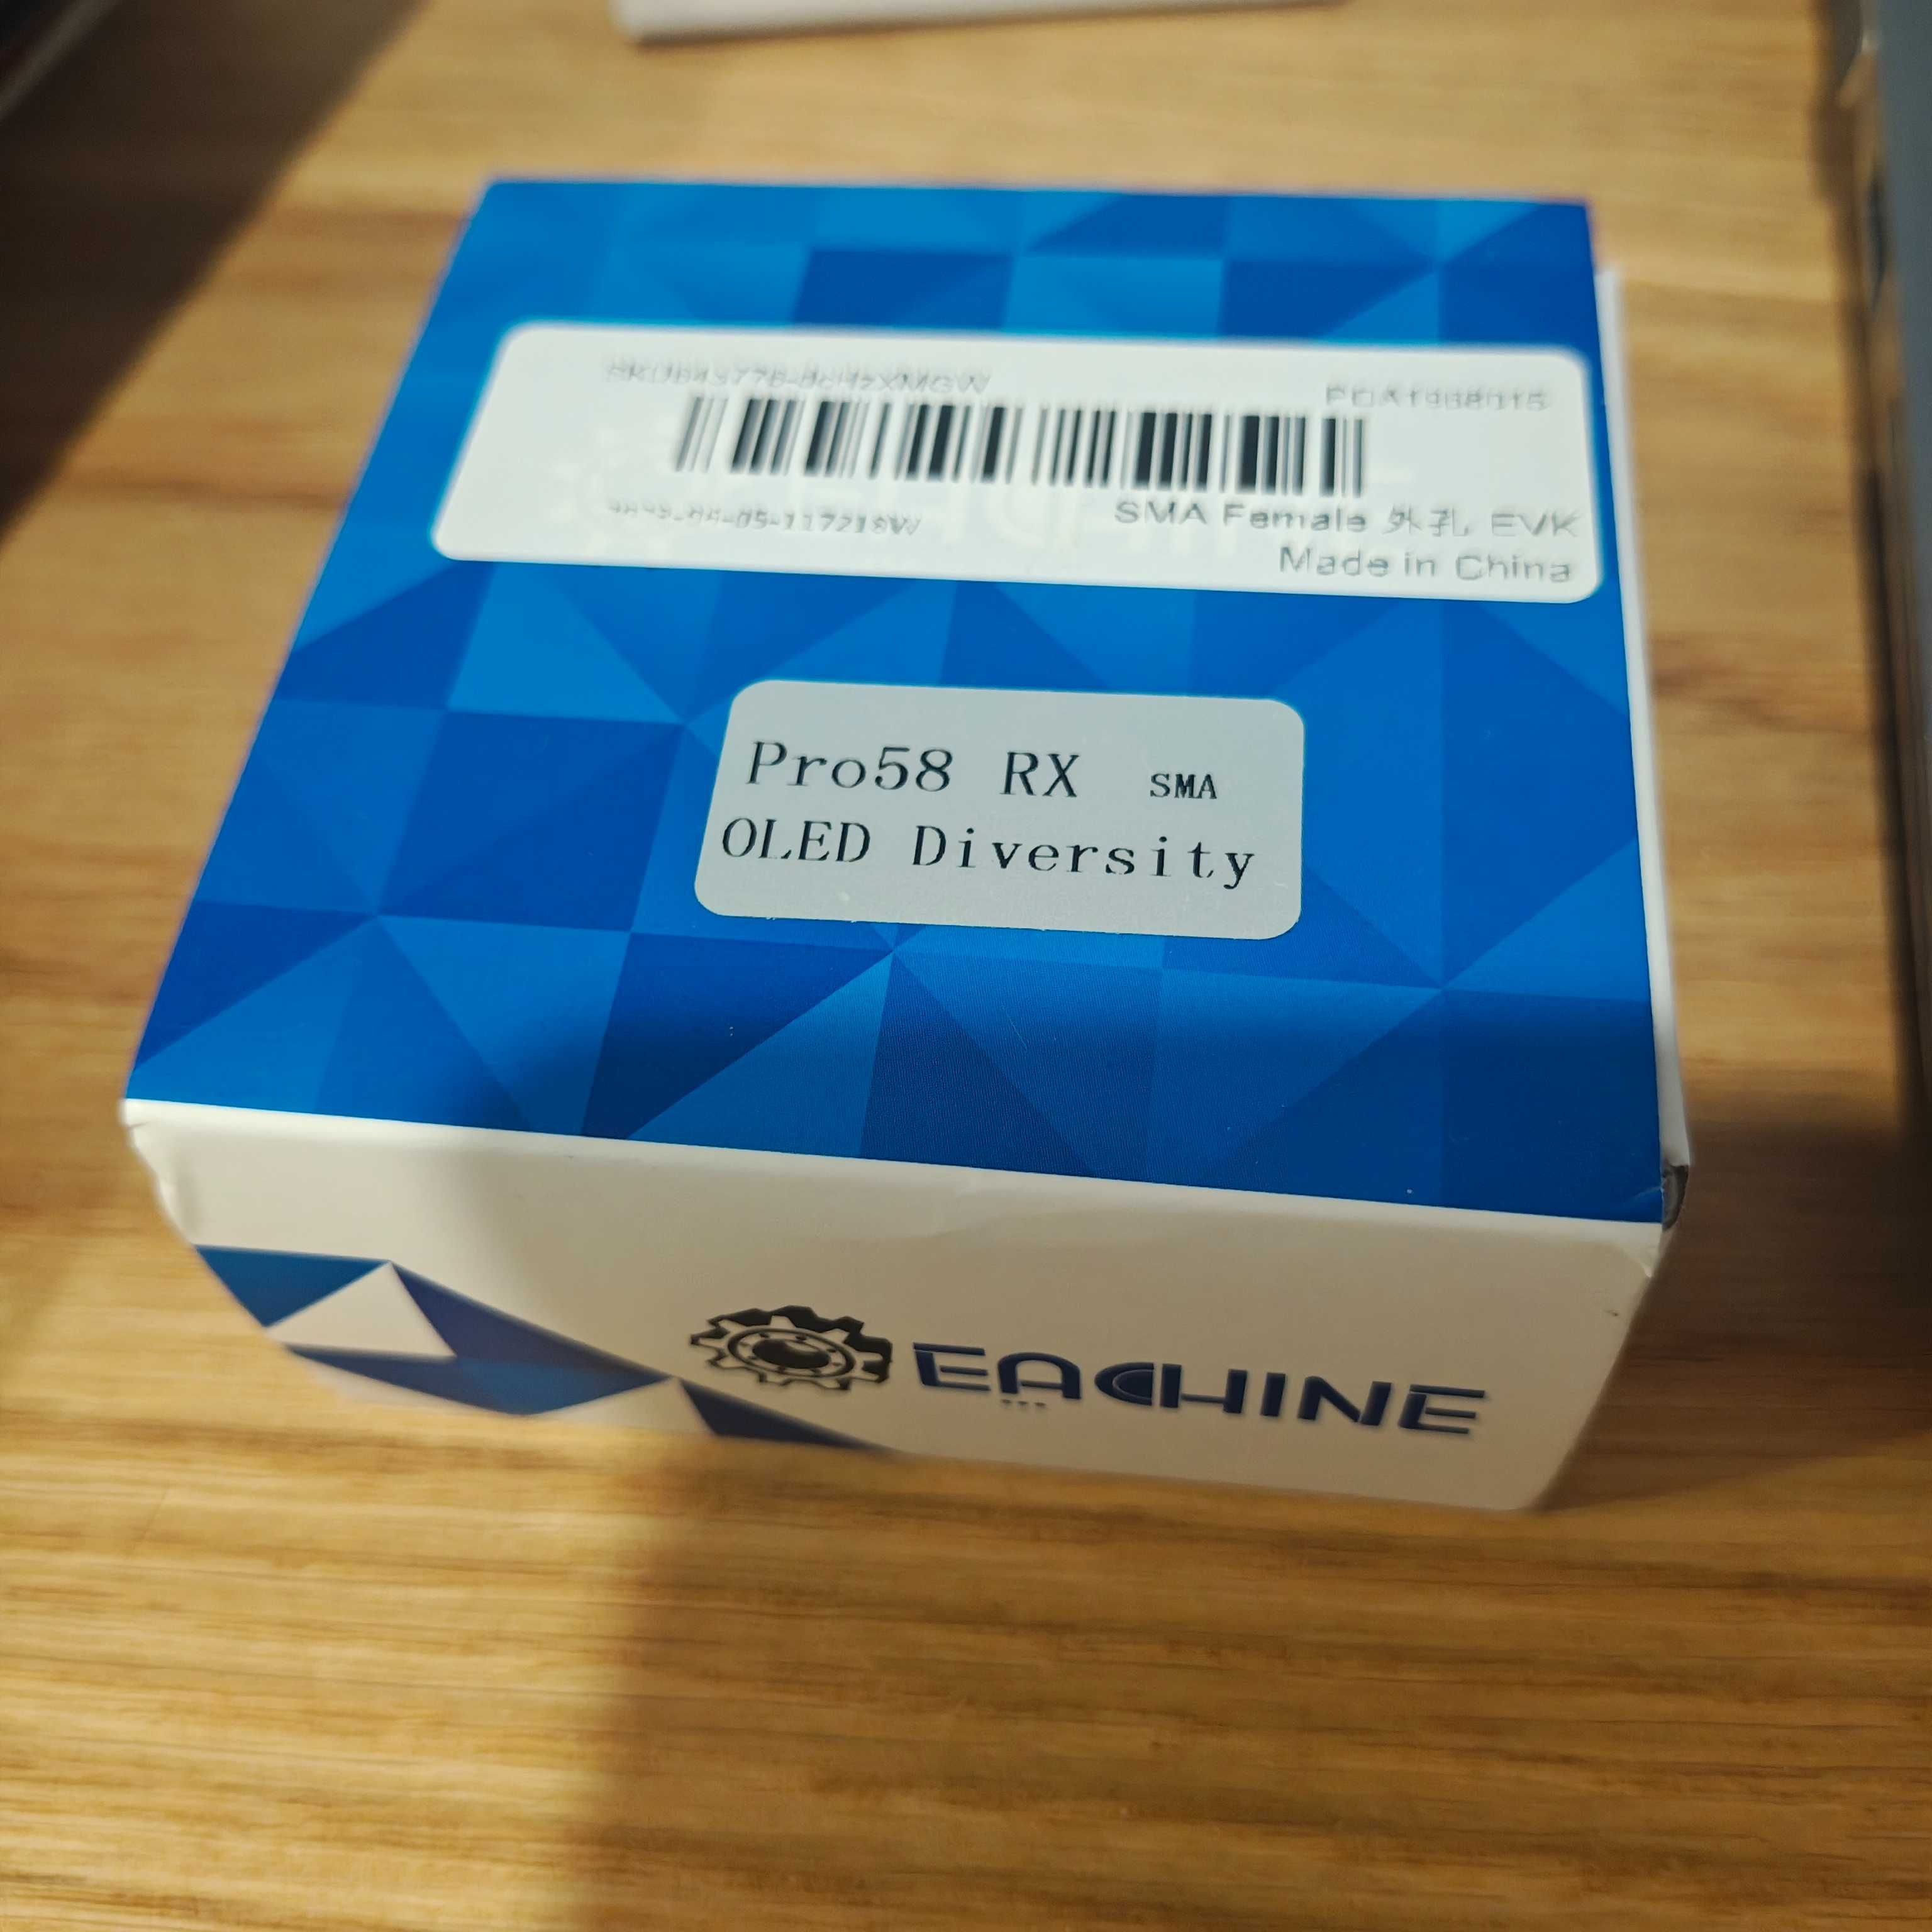 SMA Female 外孔 EVK
Made in China
Pro58 RX SMA
OLED Diversity
EACHINE